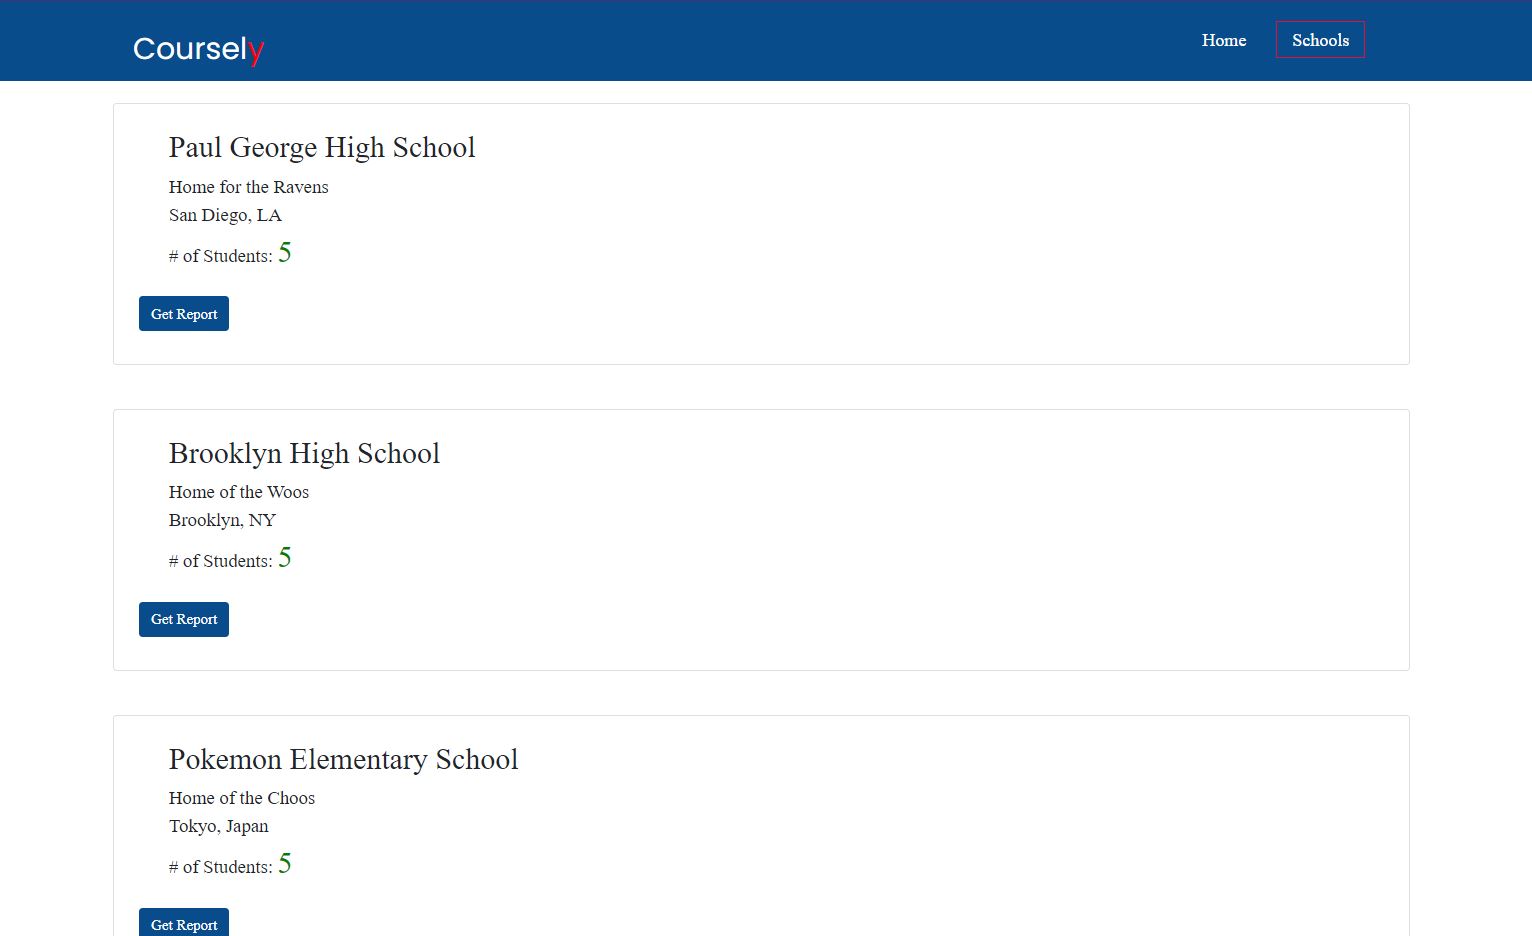 Coursely
Home
Schools
Paul George High School
Home for the Ravens
San Diego, LA
# of Students: 5
Get Report
Brooklyn High School
Home of the Woos
Brooklyn, NY
# of Students: 5
Get Report
Pokemon Elementary School
Home of the Choos
Tokyo, Japan
# of Students: 5
Get Report